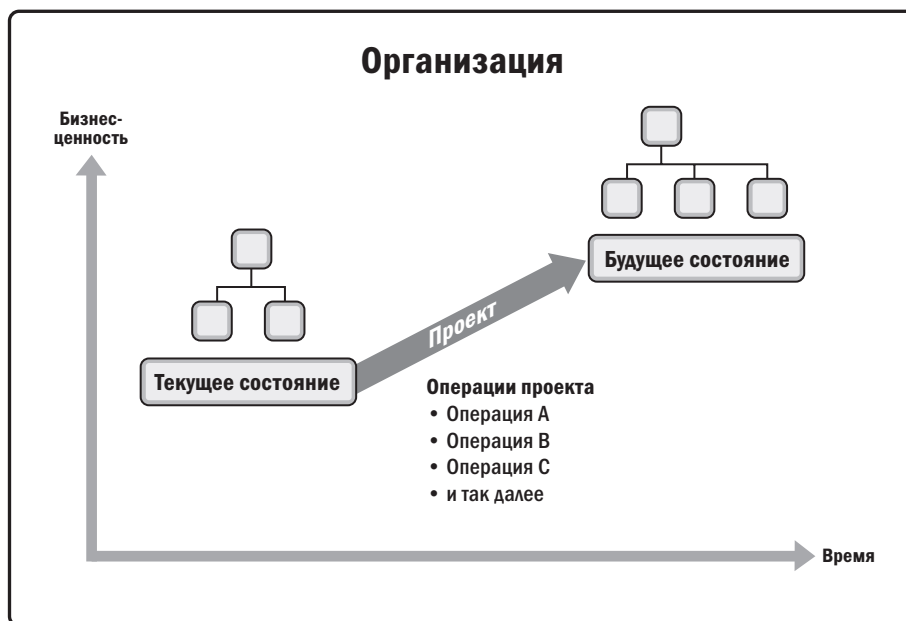 Организация
Бизнес-
ценность
Будущее состояние
Проект
Текущее состояние
Операции проекта
• Операция A
• Операция B
• Операция C
• и так далее
Время